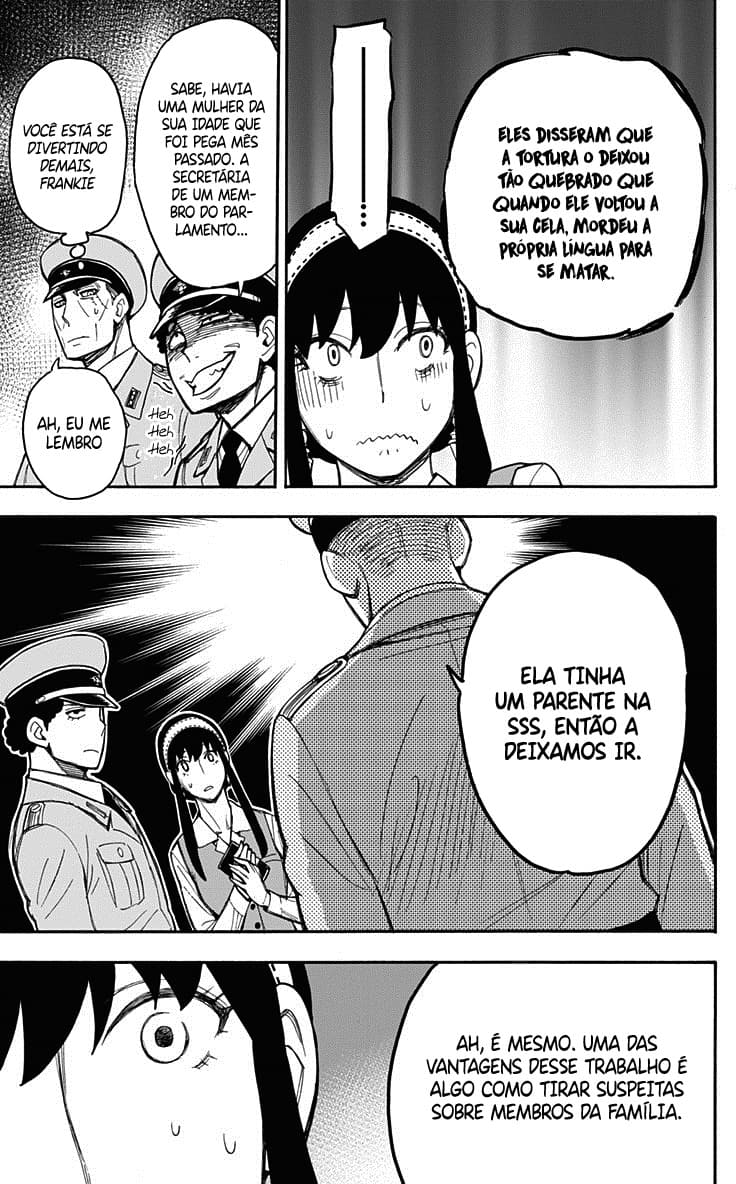 ELES DISSERAM QUE
A TORTURA O DEIXOU
TÃO QUEBRADO QUE
QUANDO ELE VOLTOU A
SUA CELA, MORDEU A
PRÓPRIA LÍNGUA PARA
SE MATAR.
SABE, HAVIA
UMA MULHER DA
SUA IDADE QUE
FOI PEGA MÊS
PASSADO. A
SECRETÁRIA
DE UM MEM-
BRO DO PAR-
LAMENTO...
VOCÊ ESTÁ SE
DIVERTINDO
DEMAIS,
FRANKIE
Heh
Heh
Heh
AH, EU ME
LEMBRO
ELA TINHA
UM PARENTE NA
SSS, ENTÃO A
DEIXAMOS IR.
AH, É MESMO. UMA DAS
VANTAGENS DESSE TRABALHO É
ALGO COMO TIRAR SUSPEITAS
SOBRE MEMBROS DA FAMÍLIA.